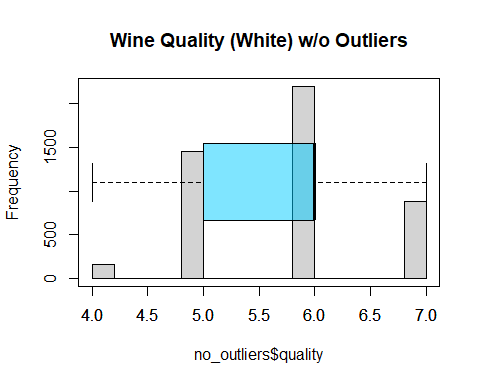 Wine Quality (White) w/o Outliers
Frequency
1500
500
0
4.0 4.5 5.0 5.5 6.0 6.5 7.0
no_outliers$quality